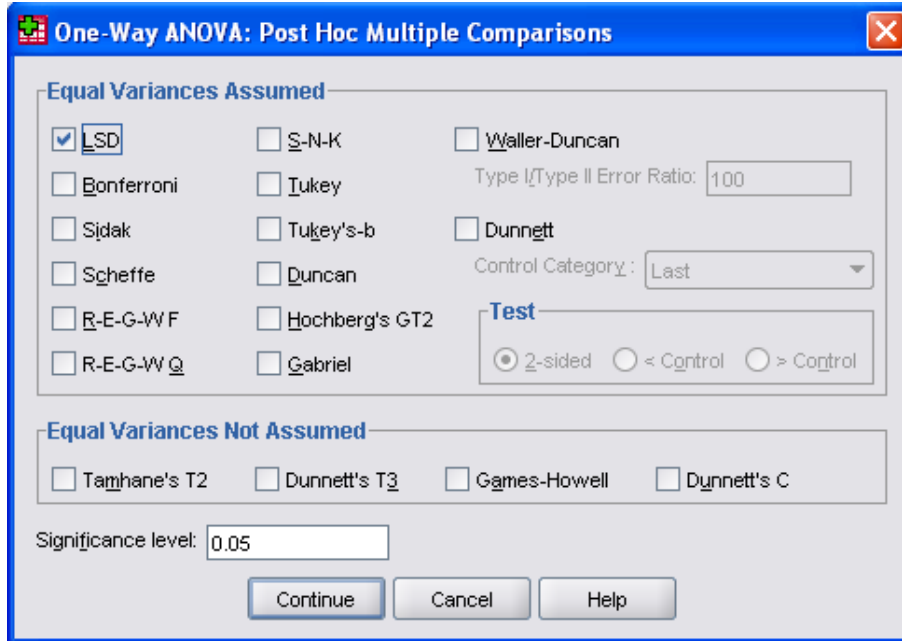 One-Way ANOVA: Post Hoc Multiple Comparisons
Equal Variances Assumed
LSD
S-N-K
Waller-Duncan
Bonferroni
Tukey
Type I/Type II Error Ratio: 100
Sidak
Tukey's-b
Dunnett
Scheffe
Duncan
Control Category : Last
R-E-G-W F
Hochberg's GT2
Test
R-E-G-W Q
Gabriel
2-sided
< Control
> Control
Equal Variances Not Assumed
Tamhane's T2
Dunnett's T3
Games-Howell
Dunnett's C
Significance level: 0.05
Continue
Cancel
Help